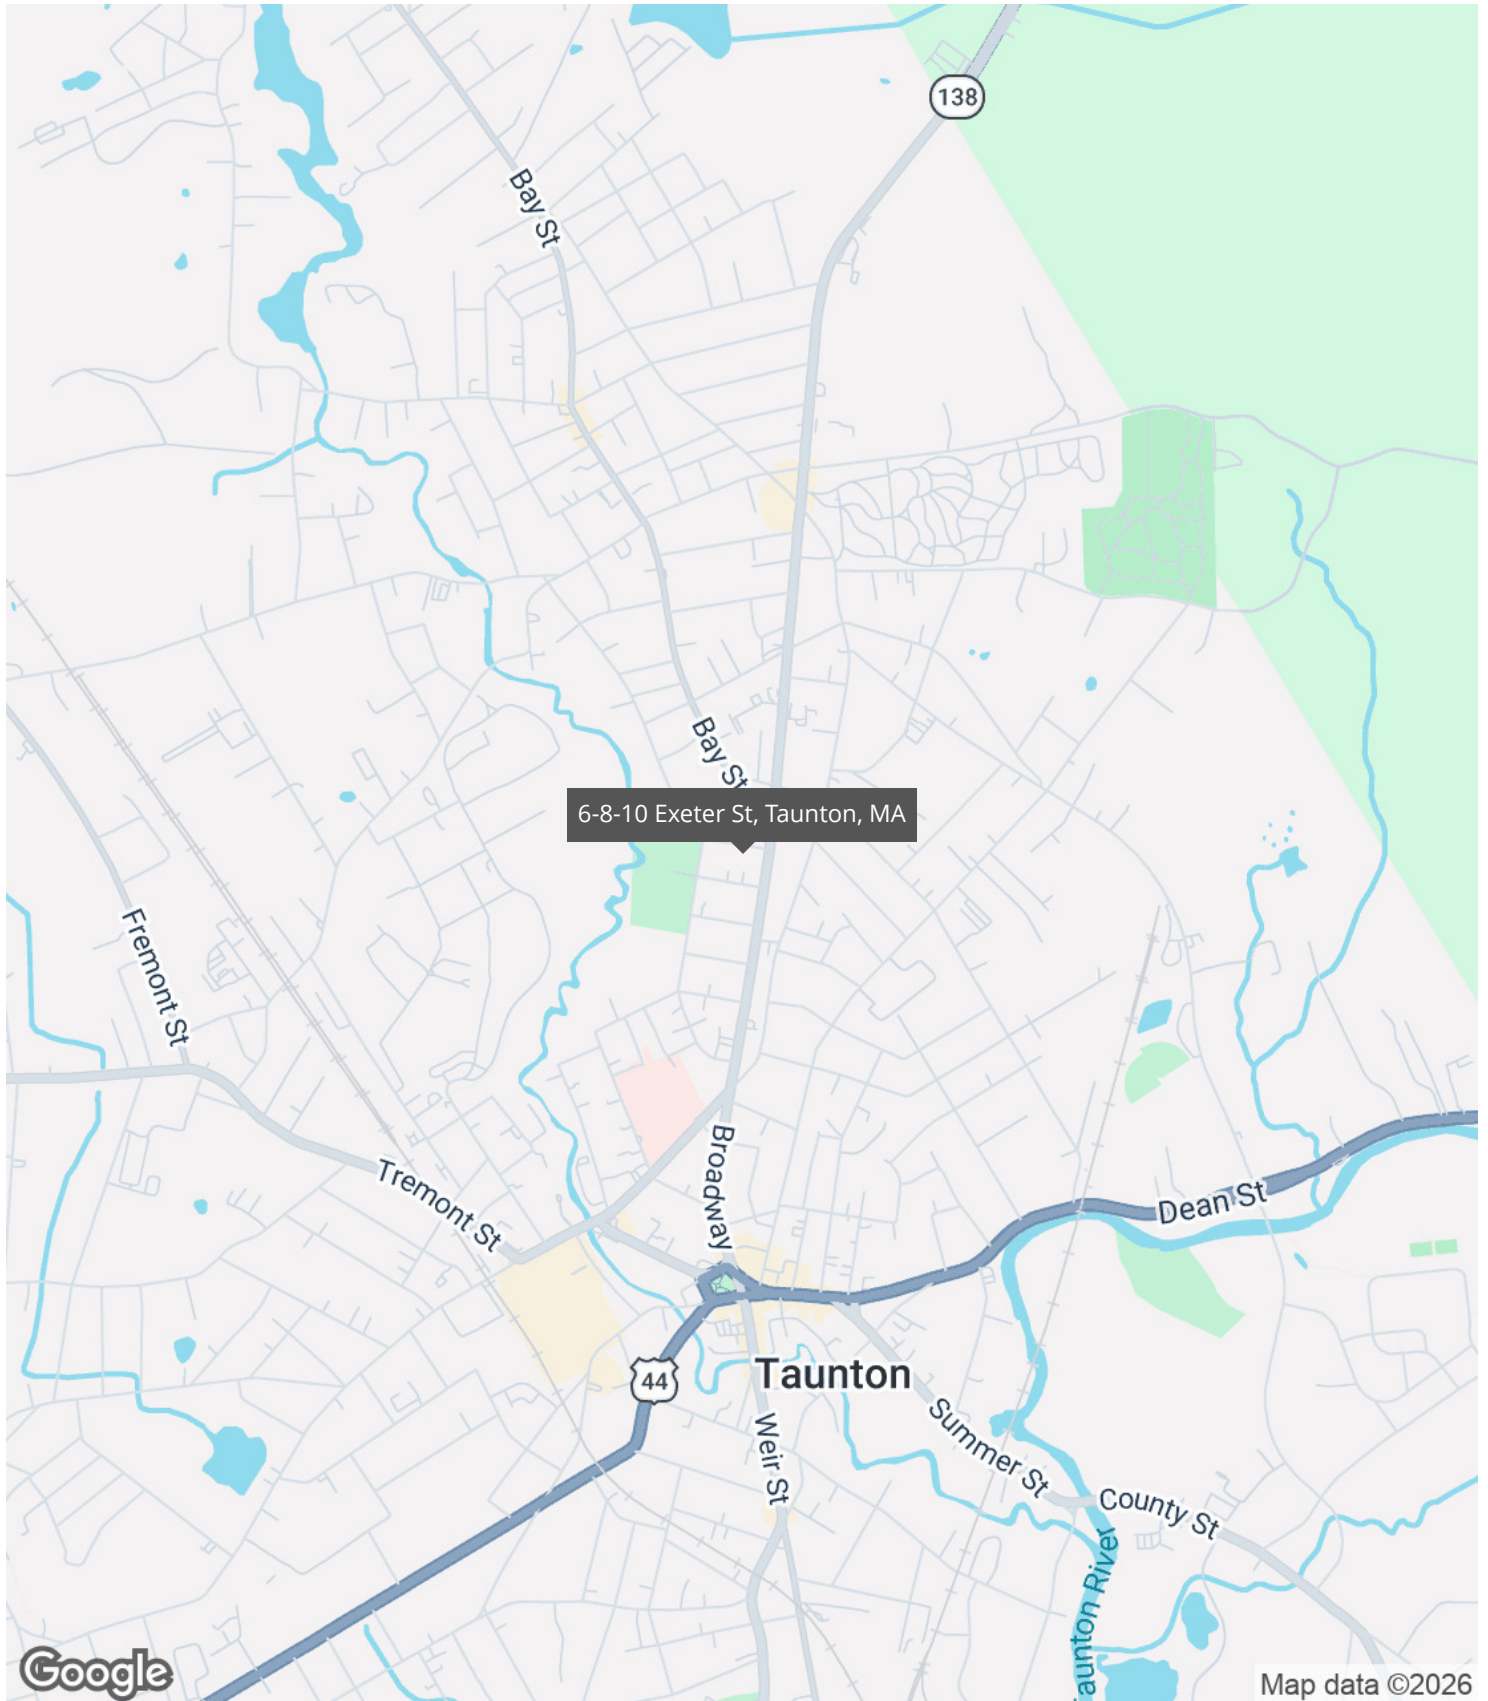 138
Bay St
Bay St
6-8-10 Exeter St, Taunton, MA
Fremont St
Tremont St
Broadway
Dean St
44
Taunton
Weir St
Summer St
County St
Taunton River
Google
Map data ©2026